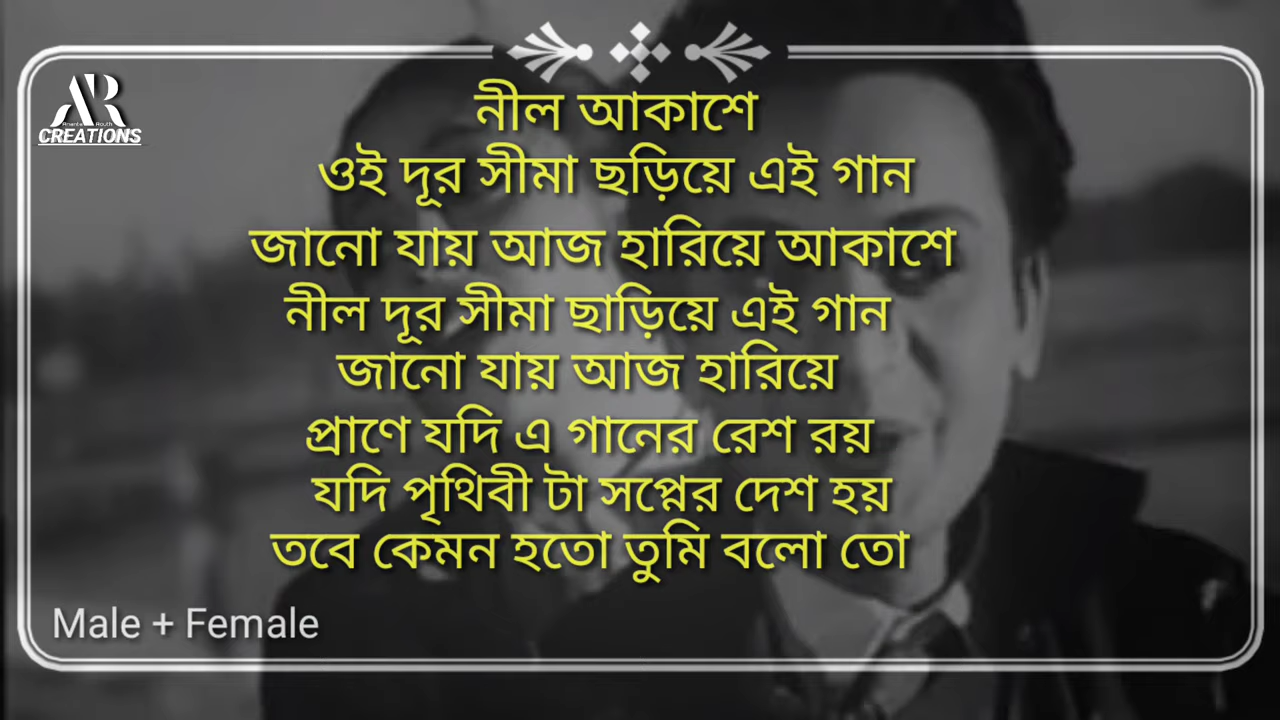 AR
CREATIONS
নীল আকাশে
ওই দূর সীমা ছড়িয়ে এই গান
জানো যায় আজ হারিয়ে আকাশে
নীল দূর সীমা ছাড়িয়ে এই গান
জানো যায় আজ হারিয়ে
প্রাণে যদি এ গানের রেশ রয়
যদি পৃথিবী টা সপ্নের দেশ হয়
তবে কেমন হতো তুমি বলো তো
Male + Female